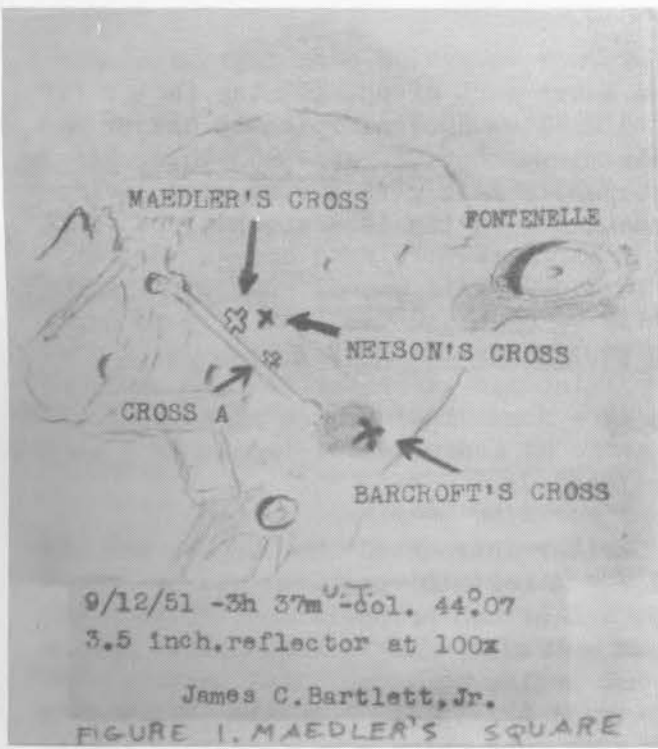 MAEDLER'S CROSS
FONTENELLE
NEISON'S CROSS
CROSS A
BARCROFT'S CROSS
9/12/51 -3h 37m U.T. -Col. 44.°07
3.5 inch.reflector at 100x
James C.Bartlett,Jr.
FIGURE 1. MAEDLER'S SQUARE